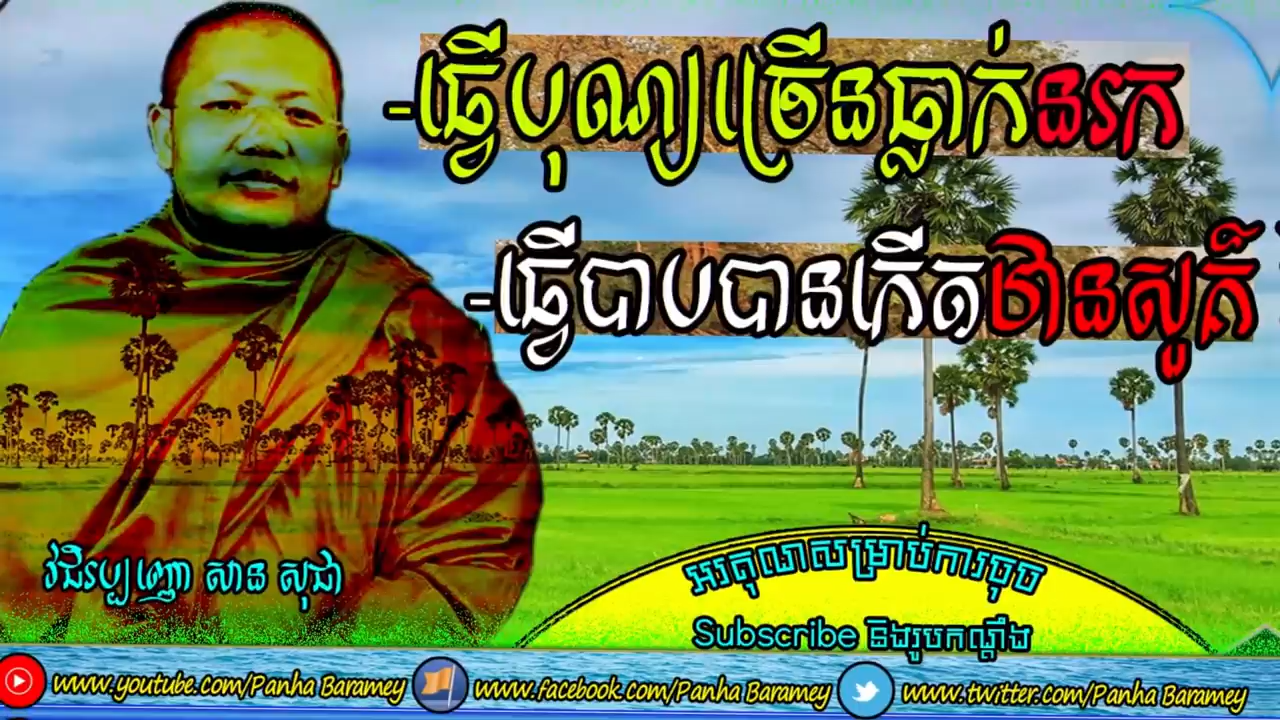 -ធ្វើបុណ្យច្រើនធ្លាក់នរក
-ធ្វើបាបបានកើតឋានសួគ៌
វជិរប្បញ្ញោ សាន សុជា
អរគុណសម្រាប់ការចុច
Subscribe និងរូបកណ្ដឹង
www.youtube.com/Panha Baramey
www.facebook.com/Panha Baramey
www.twitter.com/Panha Baramey